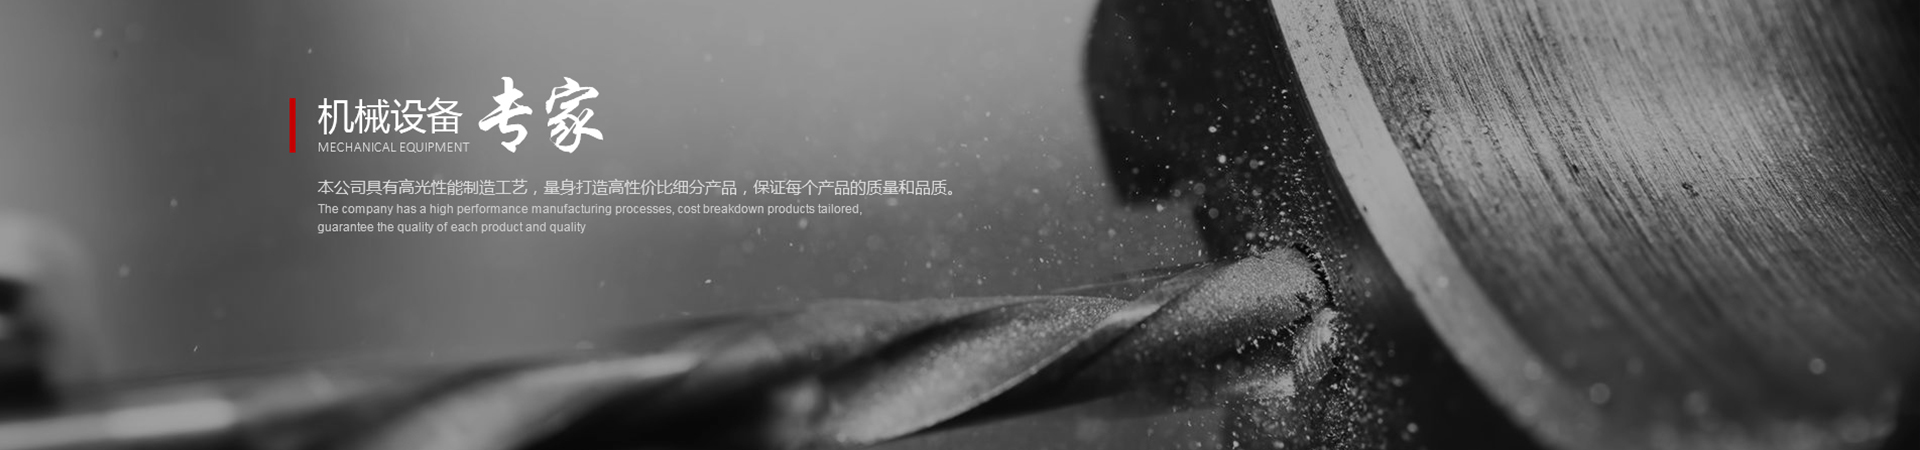 机械设备 专家
MECHANICAL EQUIPMENT
本公司具有高光性能制造工艺，量身打造高性价比细分产品，保证每个产品的质量和品质。
The company has a high performance manufacturing processes, cost breakdown products tailored,
guarantee the quality of each product and quality